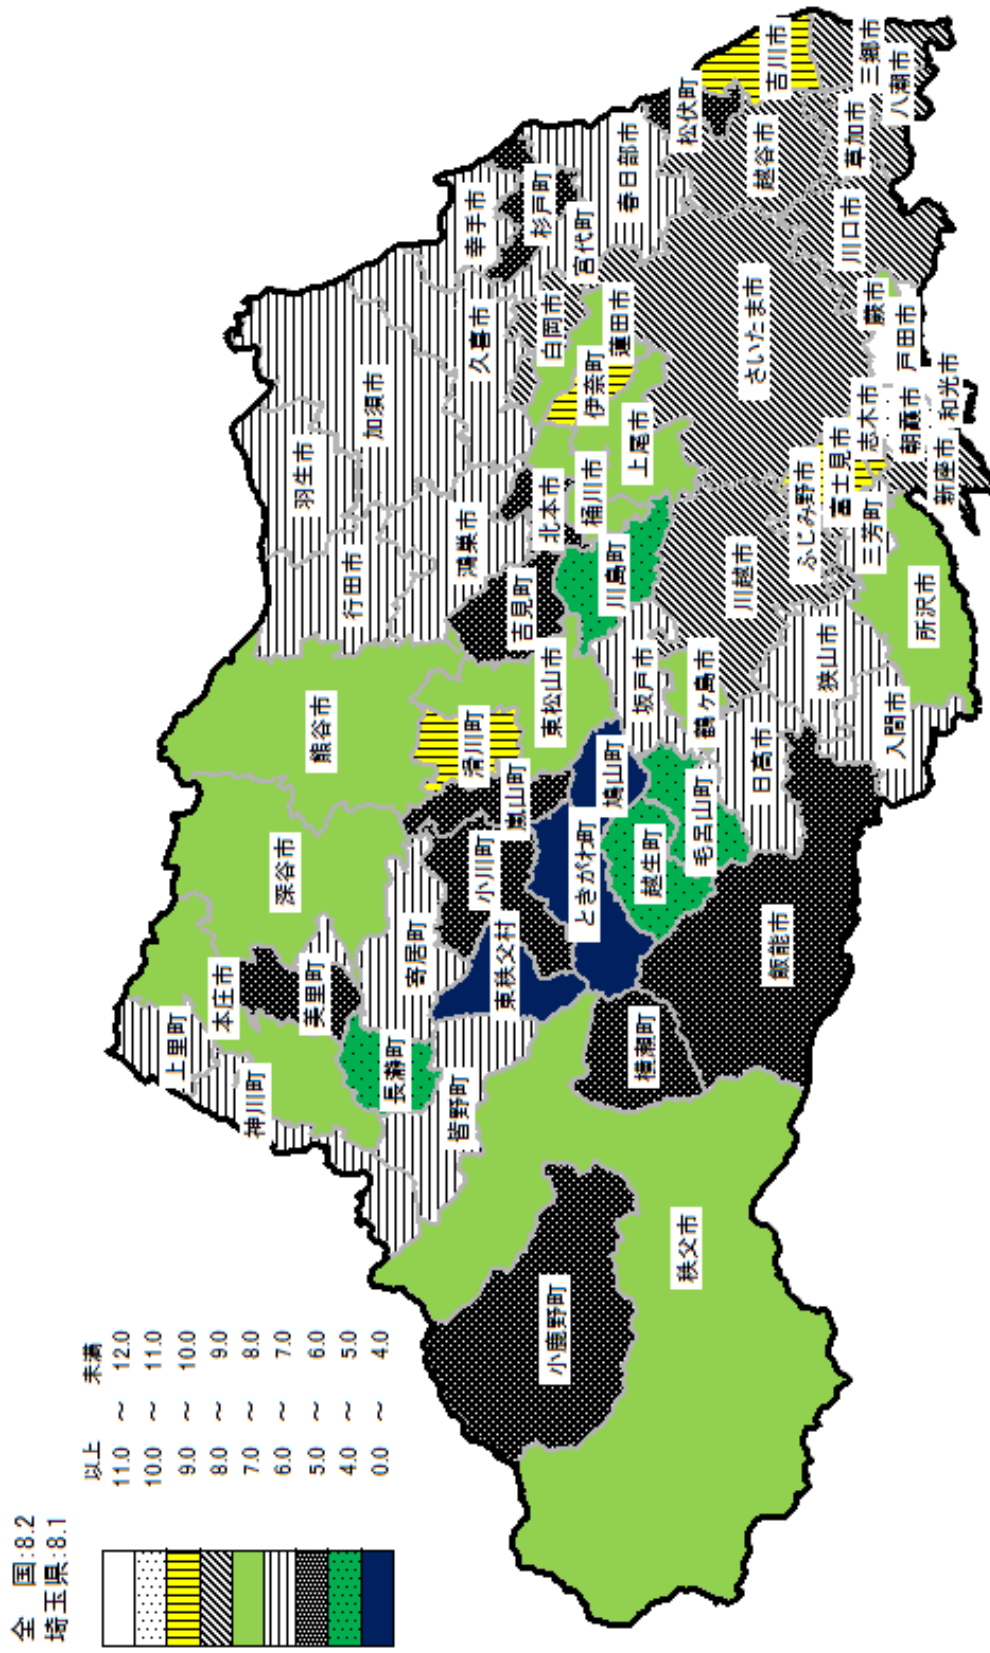 全　国:8.2
埼玉県:8.1
以上　未満
11.0 ～ 12.0
10.0 ～ 11.0
9.0 ～ 10.0
8.0 ～ 9.0
7.0 ～ 8.0
6.0 ～ 7.0
5.0 ～ 6.0
4.0 ～ 5.0
0.0 ～ 4.0
上里町
本庄市
神川町
美里町
深谷市
熊谷市
長瀞町
皆野町
寄居町
小川町
嵐山町
滑川町
東秩父村
ときがわ町
鳩山町
東松山市
吉見町
行田市
羽生市
加須市
鴻巣市
久喜市
幸手市
杉戸町
宮代町
白岡市
蓮田市
伊奈町
上尾市
桶川市
北本市
川島町
春日部市
松伏町
吉川市
越谷市
三郷市
八潮市
草加市
川口市
さいたま市
蕨市
戸田市
和光市
朝霞市
志木市
新座市
富士見市
ふじみ野市
三芳町
川越市
所沢市
狭山市
入間市
坂戸市
鶴ヶ島市
日高市
毛呂山町
越生町
飯能市
横瀬町
小鹿野町
秩父市